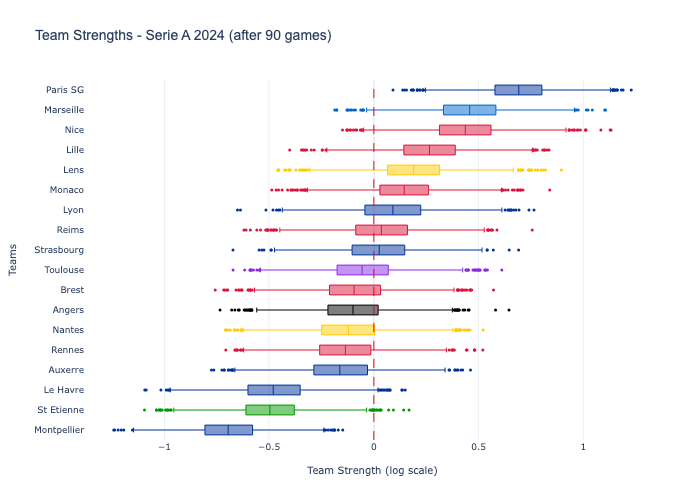 Team Strengths - Serie A 2024 (after 90 games)
Paris SG
Marseille
Nice
Lille
Lens
Monaco
Lyon
Reims
Strasbourg
Toulouse
Brest
Angers
Nantes
Rennes
Auxerre
Le Havre
St Etienne
Montpellier
Teams
−1 −0.5 0 0.5 1
Team Strength (log scale)